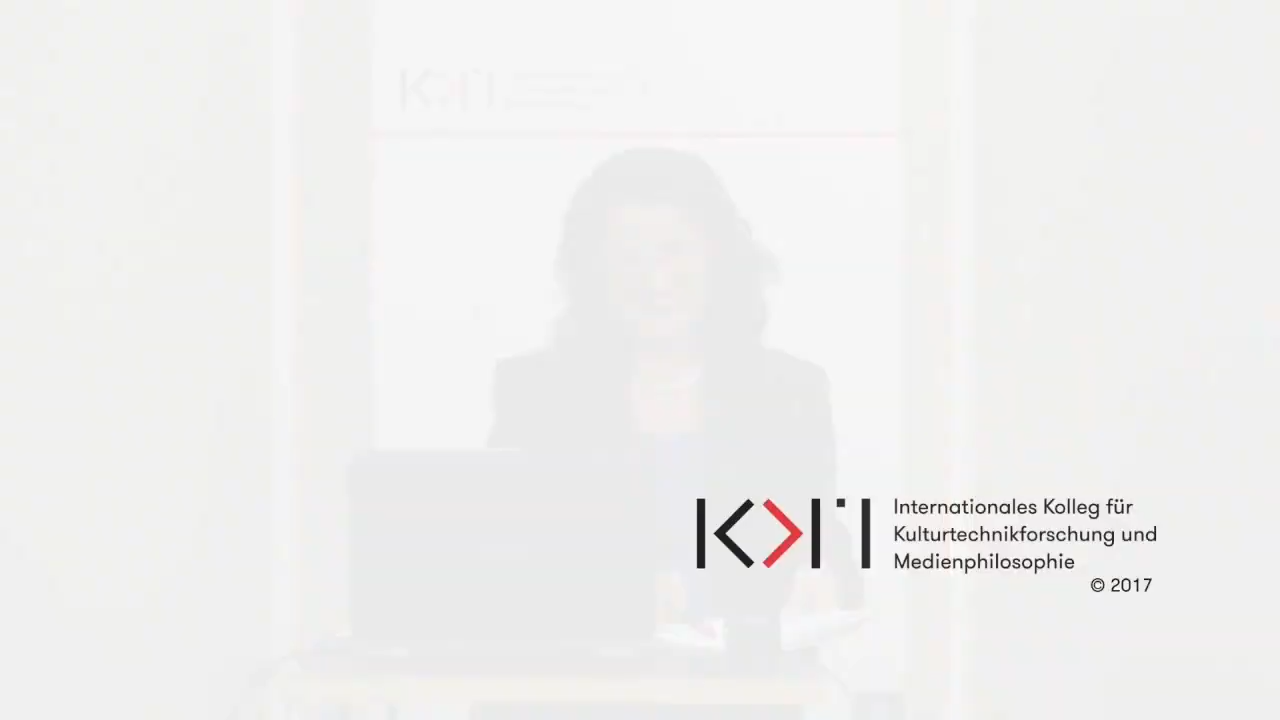 Internationales Kolleg für
Kulturtechnikforschung und
Medienphilosophie
© 2017